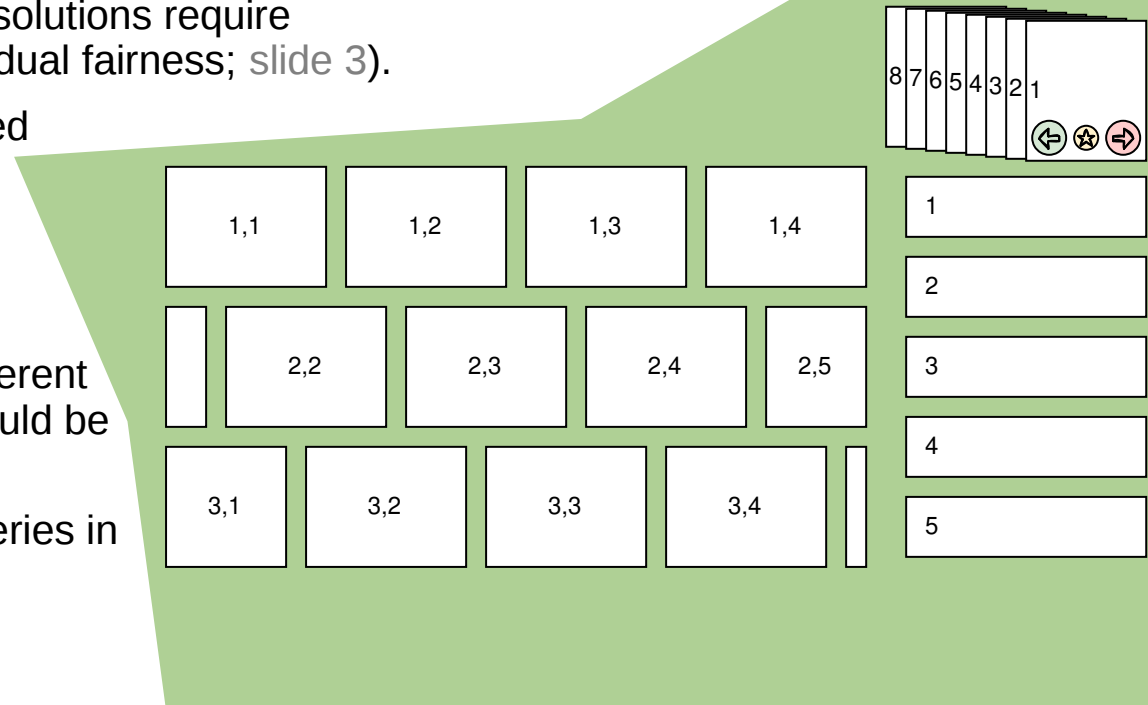 solutions require
dual fairness; slide 3).
ed
erent
uld be
eries in
1,1 1,2 1,3 1,4
2,2 2,3 2,4 2,5
3,1 3,2 3,3 3,4
8 7 6 5 4 3 2 1
1
2
3
4
5